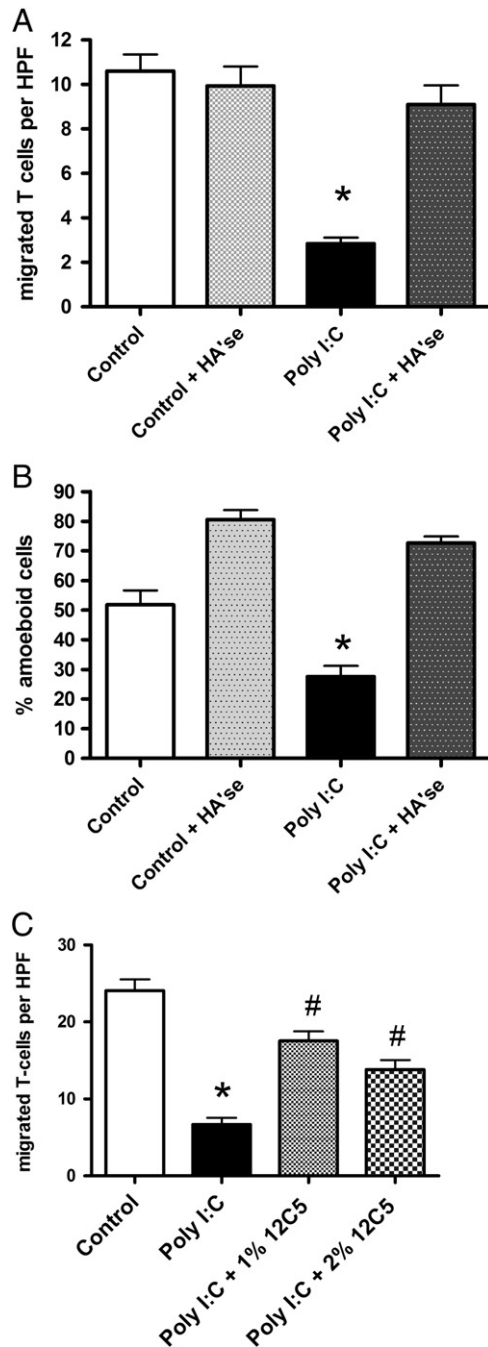 A
migrated T cells per HPF
12
10
8
6
4
2
0
*
Control
Control + HA'se
Poly I:C
Poly I:C + HA'se
B
% amoeboid cells
90
80
70
60
50
40
30
20
10
0
*
Control
Control + HA'se
Poly I:C
Poly I:C + HA'se
C
migrated T-cells per HPF
30
20
10
0
*
#
#
Control
Poly I:C
Poly I:C + 1% 12C5
Poly I:C + 2% 12C5